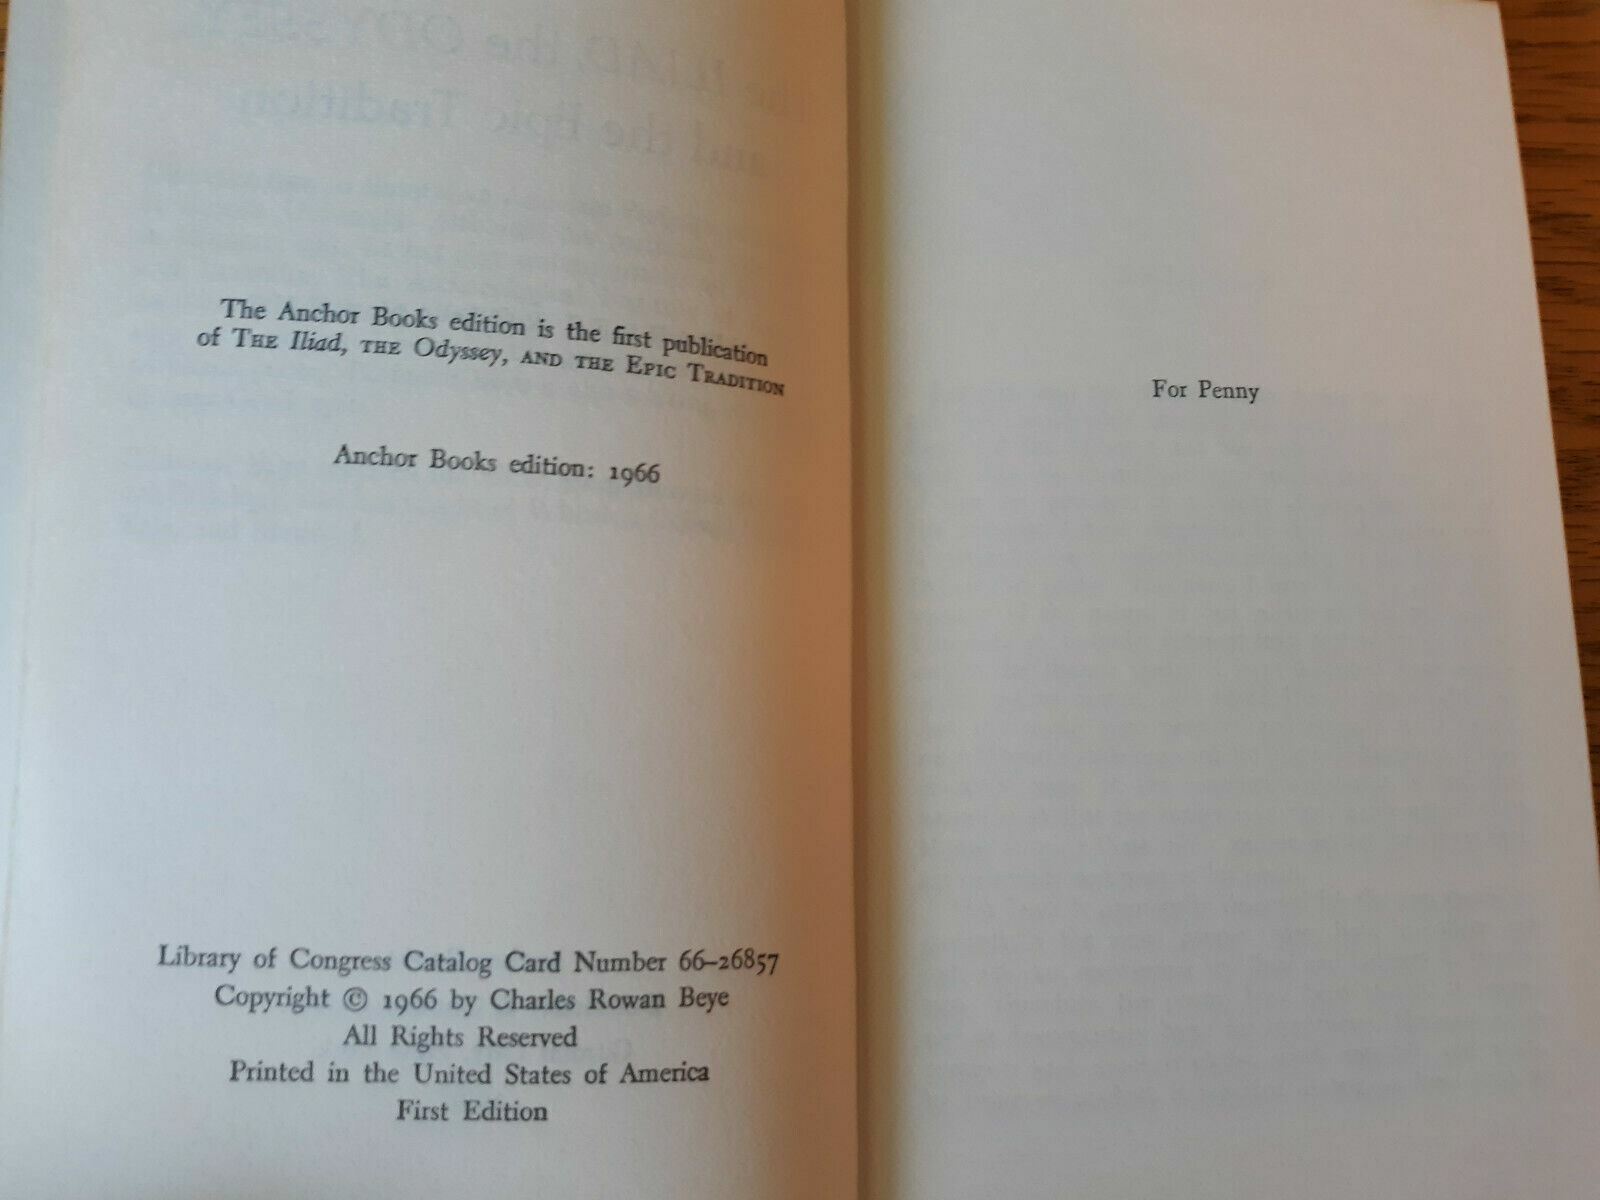 The Anchor Books edition is the first publication
of THE Iliad, THE Odyssey, AND THE EPIC TRADITION
Anchor Books edition: 1966
Library of Congress Catalog Card Number 66–26857
Copyright © 1966 by Charles Rowan Beye
All Rights Reserved
Printed in the United States of America
First Edition
For Penny